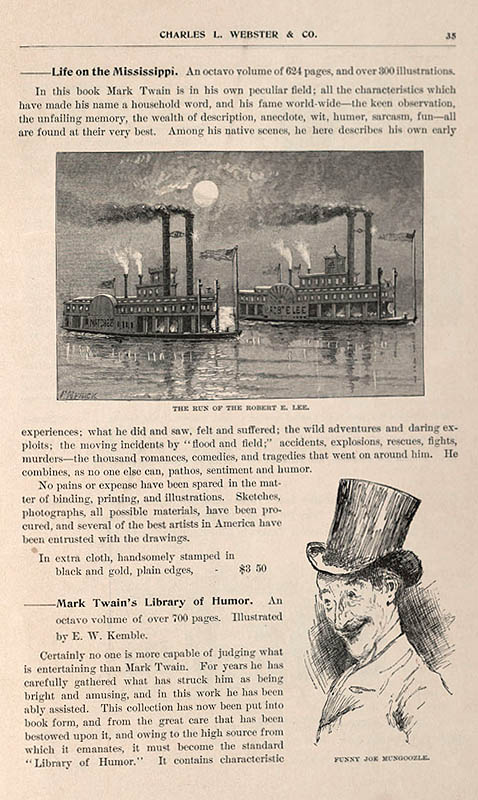 CHARLES L. WEBSTER & CO. 35
——Life on the Mississippi. An octavo volume of 624 pages, and over 300 illustrations.
In this book Mark Twain is in his own peculiar field; all the characteristics which
have made his name a household word, and his fame world-wide—the keen observation,
the unfailing memory, the wealth of description, anecdote, wit, humor, sarcasm, fun—all
are found at their very best. Among his native scenes, he here describes his own early
NATCHEZ
ROB'T E LEE
THE RUN OF THE ROBERT E. LEE.
experiences; what he did and saw, felt and suffered; the wild adventures and daring ex-
ploits; the moving incidents by "flood and field;" accidents, explosions, rescues, fights,
murders—the thousand romances, comedies, and tragedies that went on around him. He
combines, as no one else can, pathos, sentiment and humor.
No pains or expense have been spared in the mat-
ter of binding, printing, and illustrations. Sketches,
photographs, all possible materials, have been pro-
cured, and several of the best artists in America have
been entrusted with the drawings.
In extra cloth, handsomely stamped in
black and gold, plain edges, - $3 50
——Mark Twain's Library of Humor. An
octavo volume of over 700 pages. Illustrated
by E. W. Kemble.
Certainly no one is more capable of judging what
is entertaining than Mark Twain. For years he has
carefully gathered what has struck him as being
bright and amusing, and in this work he has been
ably assisted. This collection has now been put into
book form, and from the great care that has been
bestowed upon it, and owing to the high source from
which it emanates, it must become the standard
"Library of Humor." It contains characteristic
FUNNY JOE MUNGOOZLE.